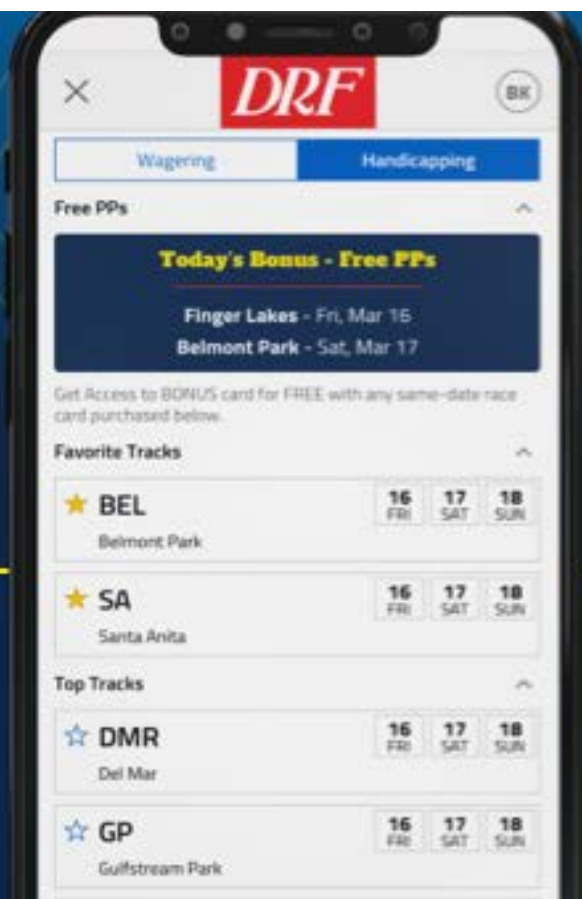 DRF
BK
Wagering
Handicapping
Free PPs
Today's Bonus - Free PPs
Finger Lakes - Fri, Mar 16
Belmont Park - Sat, Mar 17
Get Access to BONUS card for FREE with any same-date race
card purchased below.
Favorite Tracks
BEL
16 17 18
FRI SAT SUN
Belmont Park
SA
16 17 18
FRI SAT SUN
Santa Anita
Top Tracks
DMR
16 17 18
FRI SAT SUN
Del Mar
GP
16 17 18
FRI SAT SUN
Gulfstream Park